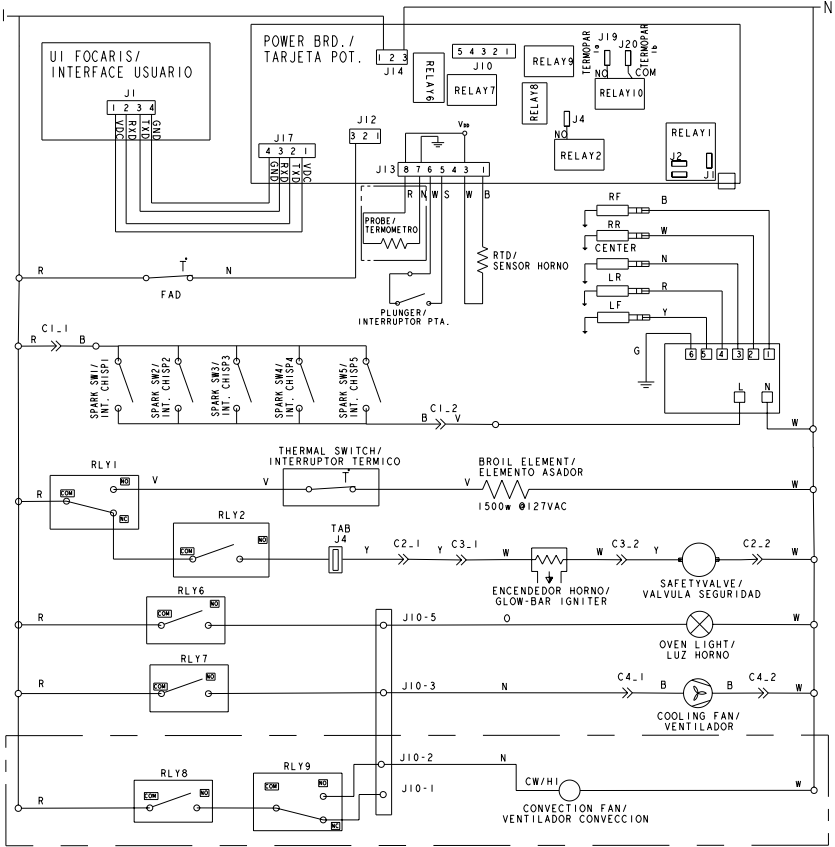 I
N
UI FOCARIS/
INTERFACE USUARIO
J1
1 2 3 4
VDC
RXD
TXD
GND
POWER BRD./
TARJETA POT.
1 2 3
J14
RELAY6
5 4 3 2 1
J10
RELAY7
RELAY9
RELAY8
TERMOPAR
1a
J19
J20
TERMOPAR
1b
NO
COM
RELAY10
J4
NO
RELAY2
RELAY1
J2
J1
J17
4 3 2 1
GND
RXD
TXD
VDC
J12
3 2 1
VDD
J13
8 7 6 5 4 3 1
R N W S W B
PROBE/
TERMOMETRO
RTD/
SENSOR HORNO
PLUNGER/
INTERRUPTOR PTA.
R
T°
N
FAD
RF
B
RR
W
CENTER
N
LR
R
LF
Y
G
6 5 4 3 2 1
L N
R
C1_1
B
SPARK SW1/
INT. CHISP1
SPARK SW2/
INT. CHISP2
SPARK SW3/
INT. CHISP3
SPARK SW4/
INT. CHISP4
SPARK SW5/
INT. CHISP5
B
C1_2
V
W
RLY1
R
COM
NO
NC
V
V
THERMAL SWITCH/
INTERRUPTOR TERMICO
T°
V
BROIL ELEMENT/
ELEMENTO ASADOR
1500w @127VAC
W
RLY2
COM
NO
TAB
J4
Y
C2_1
Y
C3_1
W
ENCENDEDOR HORNO/
GLOW-BAR IGNITER
W
C3_2
Y
SAFETYVALVE/
VALVULA SEGURIDAD
C2_2
W
RLY6
R
COM
NO
J10-5
O
OVEN LIGHT/
LUZ HORNO
W
RLY7
R
COM
NO
J10-3
N
C4_1
B
COOLING FAN/
VENTILADOR
B
C4_2
W
RLY8
R
COM
NO
RLY9
COM
NO
NC
J10-2
N
J10-1
CW/HI
CONVECTION FAN/
VENTILADOR CONVECCION
W